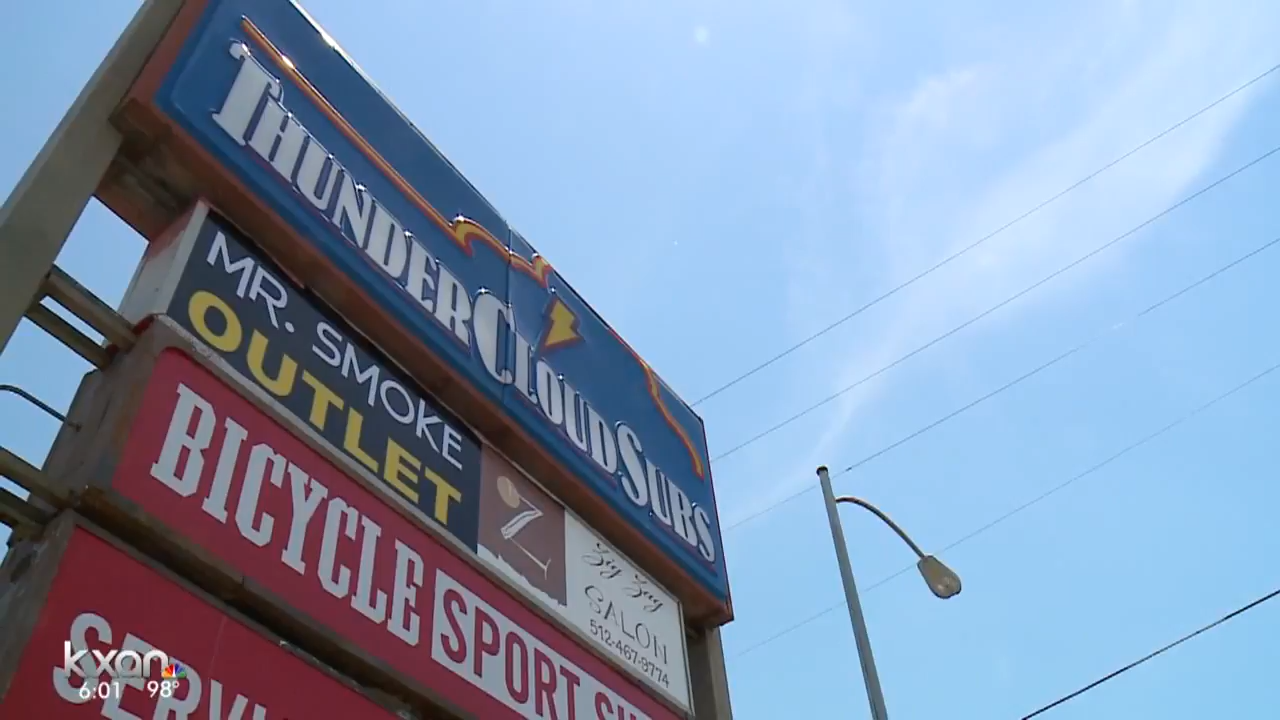 THUNDERCLOUD SUBS
MR. SMOKE
OUTLET
Z
Zig Zag
SALON
512-467-9774
BICYCLE SPORT
kxan
6:01 98°